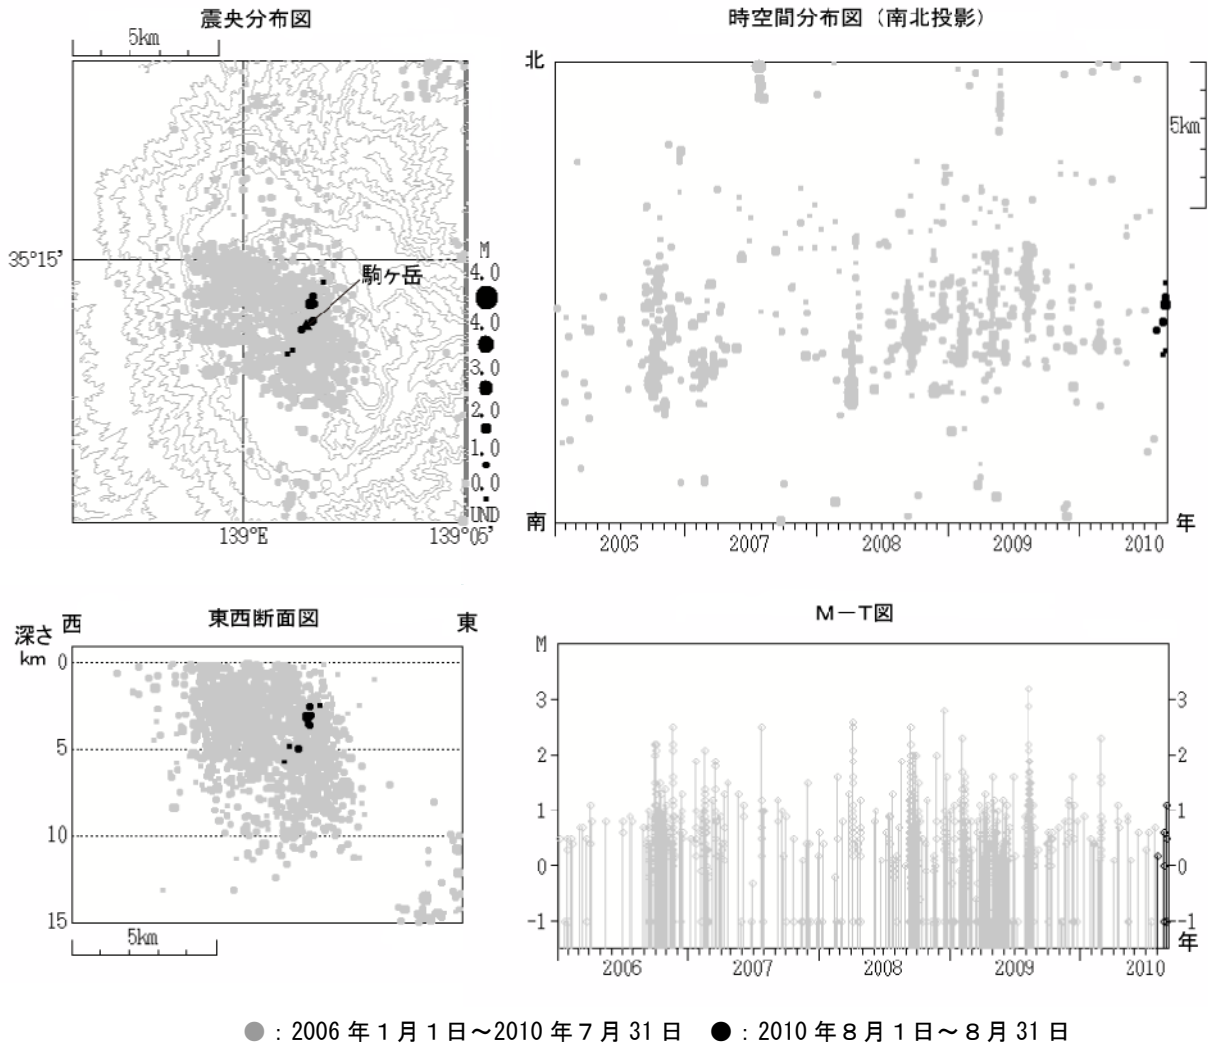 震央分布図
5km
35°15'
駒ヶ岳
139°E
139°05'
M
4.0
4.0
3.0
2.0
1.0
0.0
UND
時空間分布図（南北投影）
北
南
5km
2005
2007
2008
2009
2010
年
東西断面図
西
東
深さ
km
0
5
10
15
5km
M－T図
M
3
2
1
0
-1
3
2
1
0
-1
2006
2007
2008
2009
2010
年
●：2006年1月1日～2010年7月31日 ●：2010年8月1日～8月31日